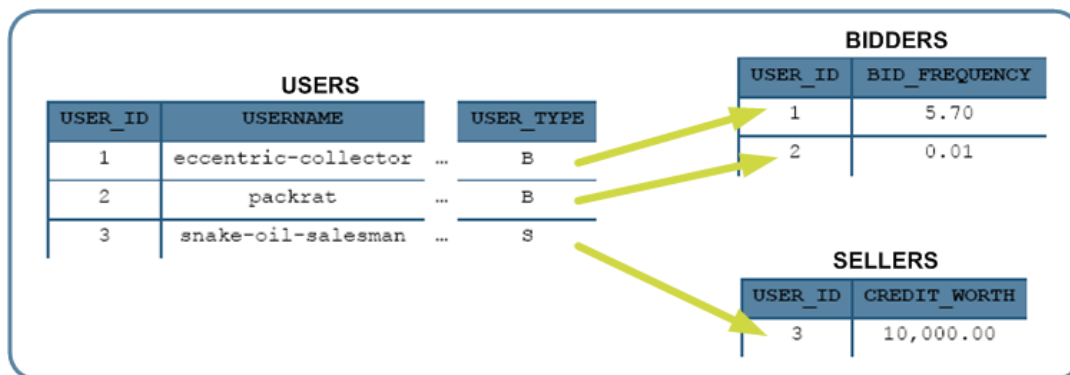 USERS
USER_ID USERNAME USER_TYPE
1 eccentric-collector ... B
2 packrat ... B
3 snake-oil-salesman ... S
BIDDERS
USER_ID BID_FREQUENCY
1 5.70
2 0.01
SELLERS
USER_ID CREDIT_WORTH
3 10,000.00